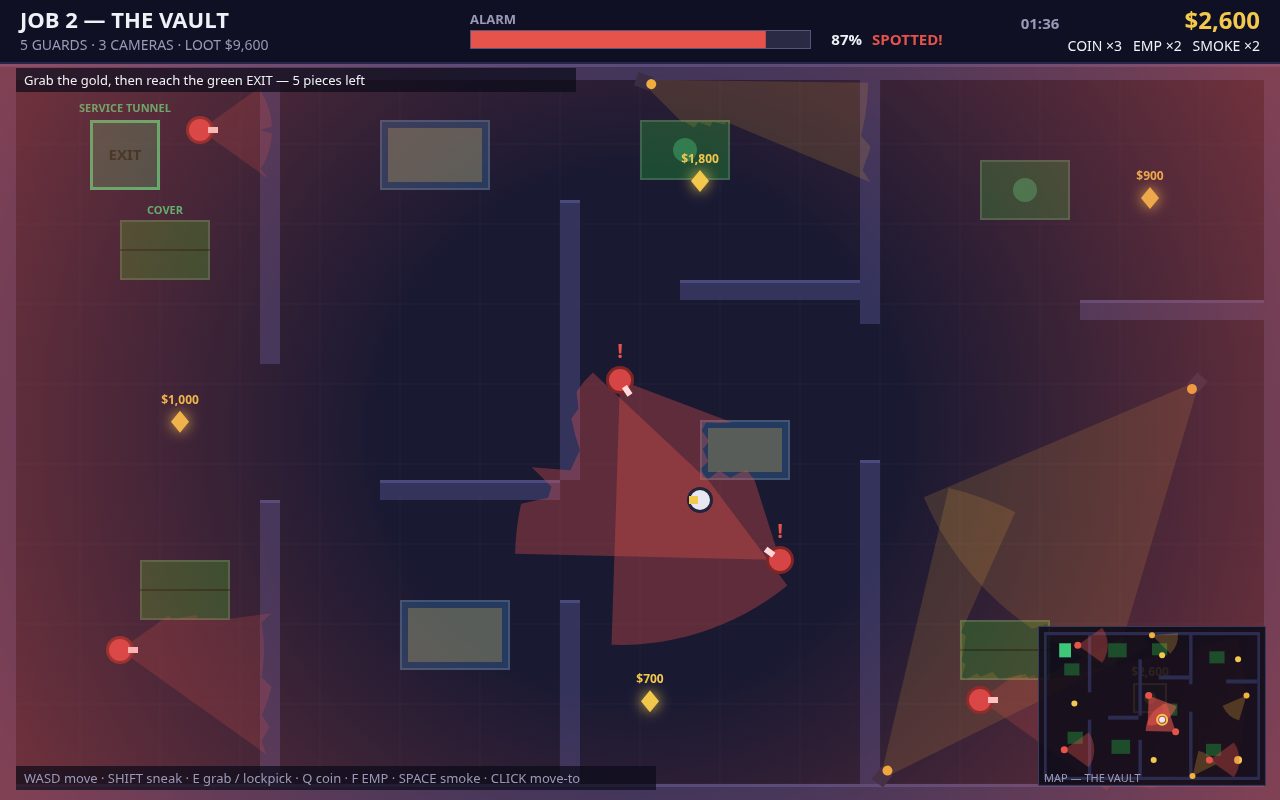 JOB 2 — THE VAULT
5 GUARDS · 3 CAMERAS · LOOT $9,600
ALARM
87% SPOTTED!
01:36
$2,600
COIN ×3 EMP ×2 SMOKE ×2
Grab the gold, then reach the green EXIT — 5 pieces left
SERVICE TUNNEL
EXIT
COVER
$1,800
$900
$1,000
!
!
$700
$2,600
WASD move · SHIFT sneak · E grab / lockpick · Q coin · F EMP · SPACE smoke · CLICK move-to
MAP — THE VAULT